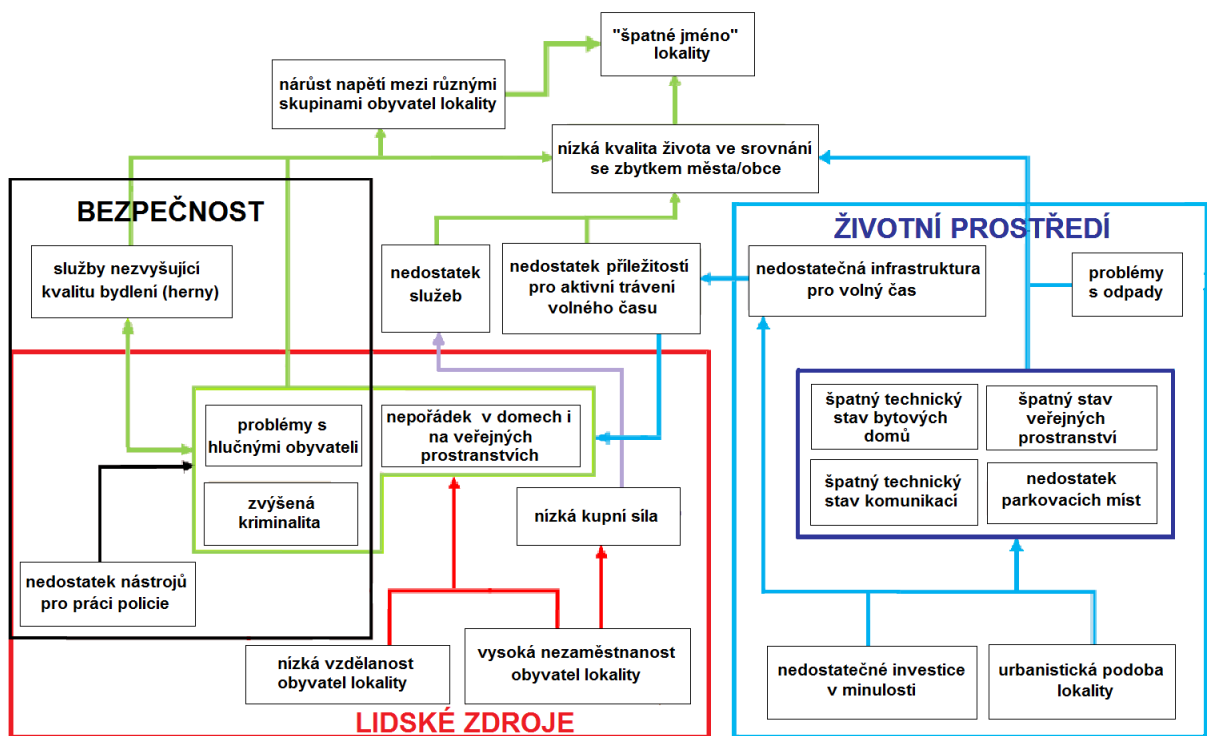 "špatné jméno"
lokality
nárůst napětí mezi různými
skupinami obyvatel lokality
nízká kvalita života ve srovnání
se zbytkem města/obce
BEZPEČNOST
ŽIVOTNÍ PROSTŘEDÍ
služby nezvyšující
kvalitu bydlení (herny)
nedostatek
služeb
nedostatek příležitostí
pro aktivní trávení
volného času
nedostatečná infrastruktura
pro volný čas
problémy
s odpady
problémy s
hlučnými obyvateli
nepořádek v domech i
na veřejných
prostranstvích
špatný technický
stav bytových
domů
špatný stav
veřejných
prostranství
zvýšená
kriminalita
nízká kupní síla
špatný technický
stav komunikací
nedostatek
parkovacích míst
nedostatek nástrojů
pro práci policie
nízká vzdělanost
obyvatel lokality
vysoká nezaměstnanost
obyvatel lokality
nedostatečné investice
v minulosti
urbanistická podoba
lokality
LIDSKÉ ZDROJE